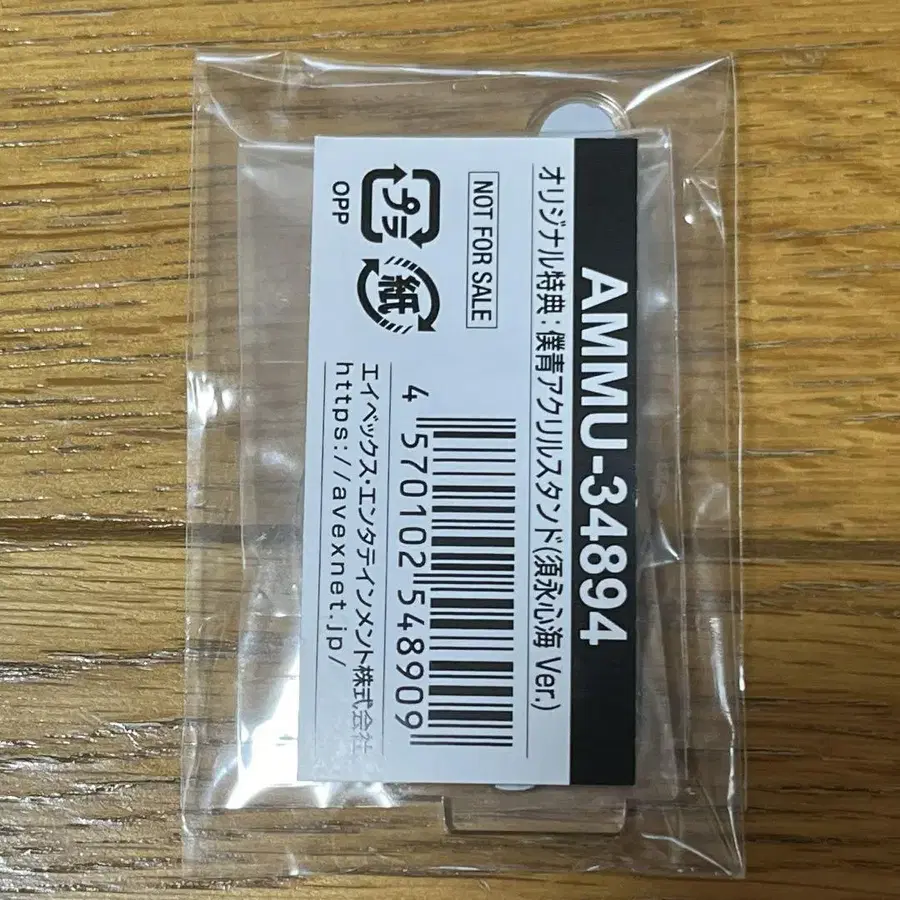 AMMU-34894
オリジナル特典：僕青アクリルスタンド(須永心海 Ver.)
NOT FOR SALE
プラ
OPP
紙
4 570102 548909
エイベックス・エンタテインメント株式会社
https://avexnet.jp/